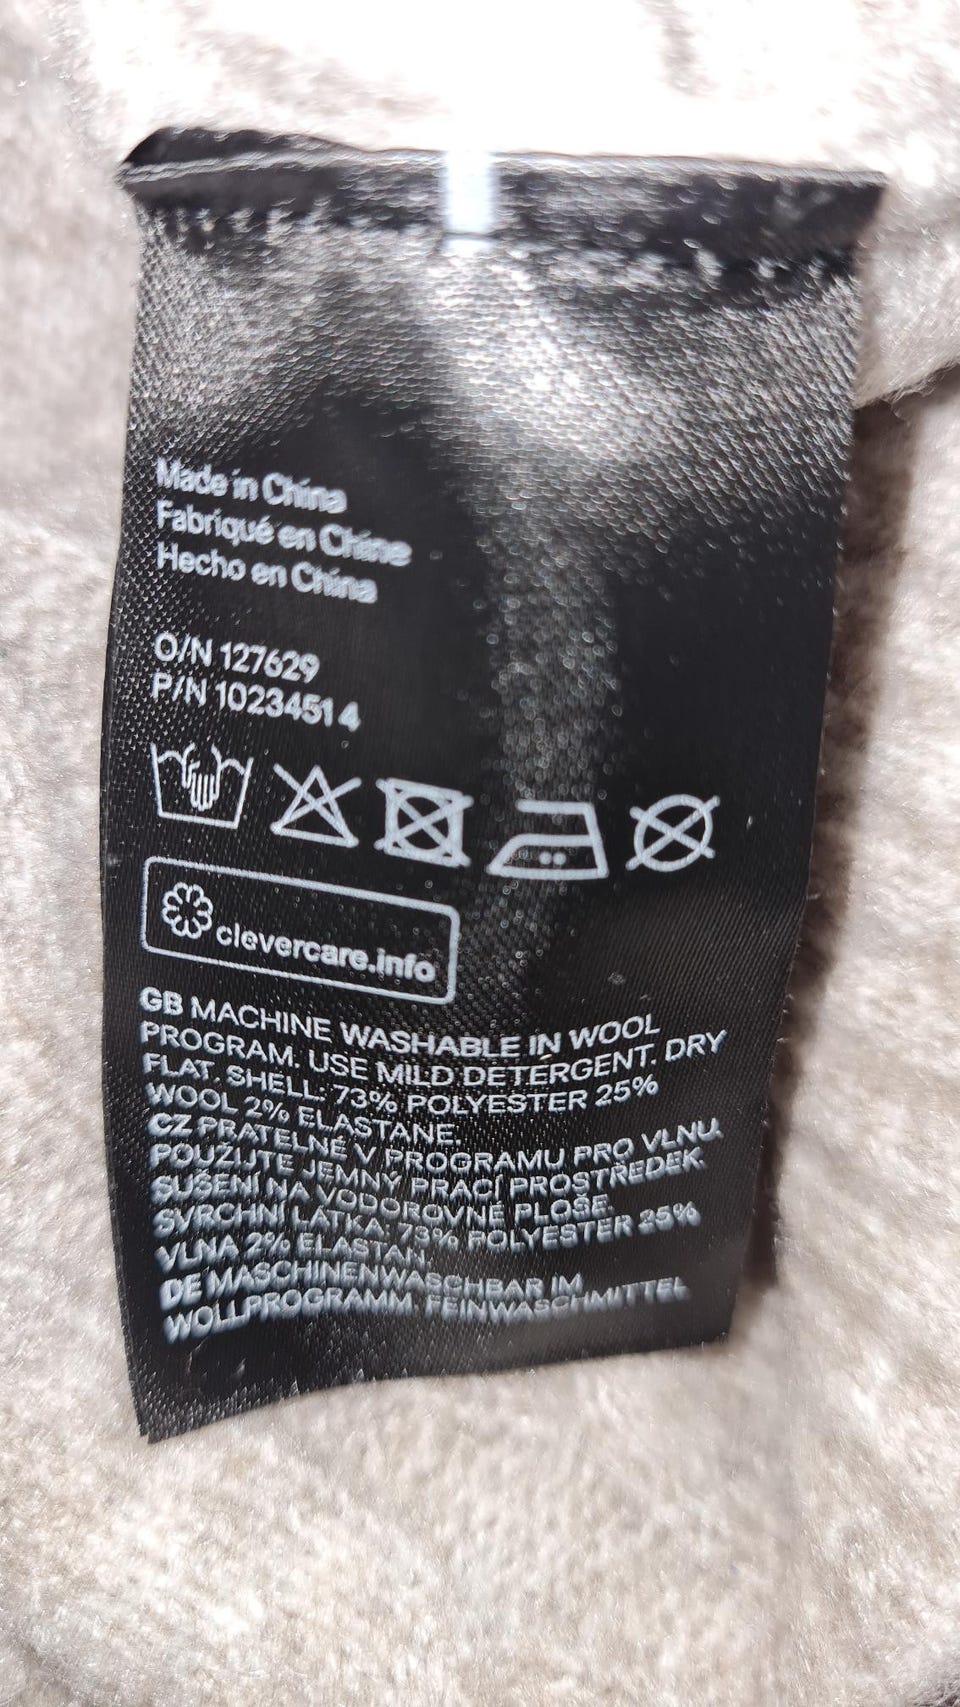 Made in China
Fabriqué en Chine
Hecho en China
O/N 127629
P/N 10234514
clevercare.info
GB MACHINE WASHABLE IN WOOL
PROGRAM. USE MILD DETERGENT. DRY
FLAT. SHELL: 73% POLYESTER 25%
WOOL 2% ELASTANE.
CZ PRATELNÉ V PROGRAMU PRO VLNU.
POUŽIJTE JEMNÝ PRACÍ PROSTŘEDEK.
SUŠENÍ NA VODOROVNÉ PLOŠE.
SVRCHNÍ LÁTKA: 73% POLYESTER 25%
VLNA 2% ELASTAN.
DE MASCHINENWASCHBAR IM
WOLLPROGRAMM. FEINWASCHMITTEL